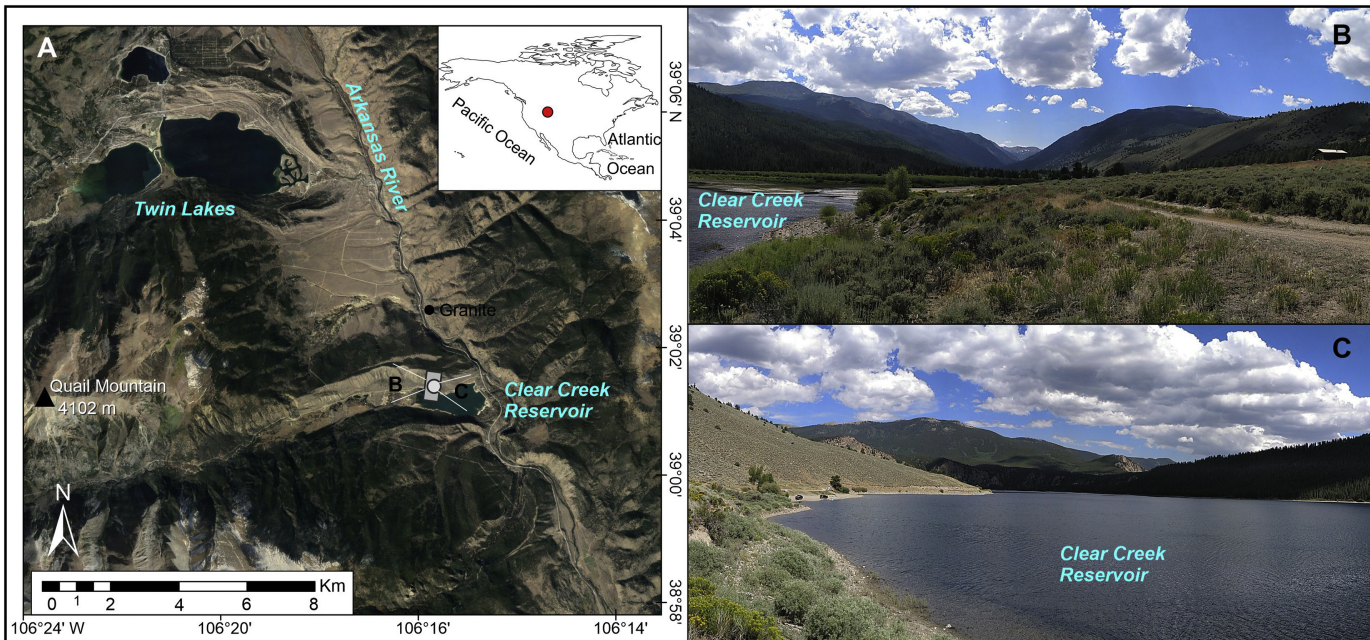 A
Arkansas River
Twin Lakes
Granite
Quail Mountain
4102 m
B
C
Clear Creek
Reservoir
N
Km
0 1 2 4 6 8
106°24' W
106°20'
106°16'
106°14'
39°06' N
39°04'
39°02'
39°00'
38°58'
Pacific Ocean
Atlantic
Ocean
B
Clear Creek
Reservoir
C
Clear Creek
Reservoir